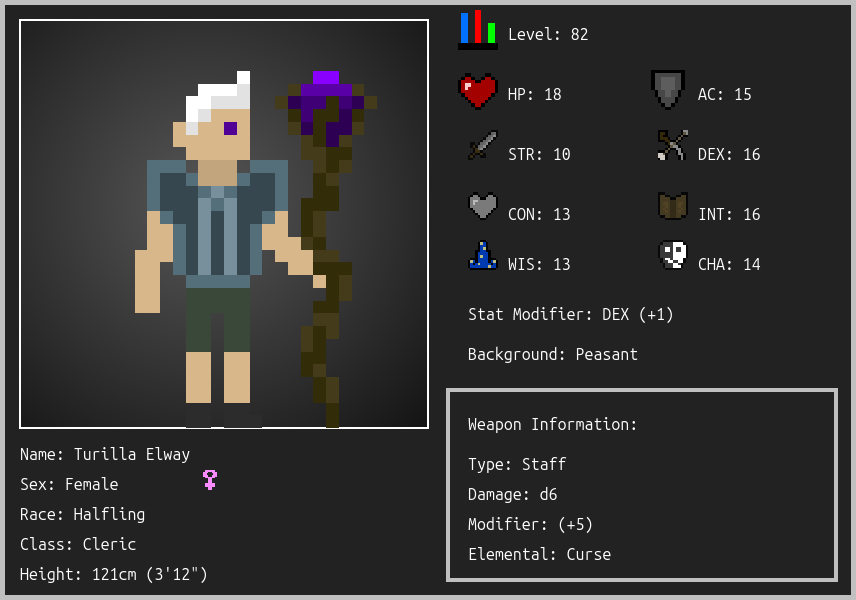 Level: 82
HP: 18
AC: 15
STR: 10
DEX: 16
CON: 13
INT: 16
WIS: 13
CHA: 14
Stat Modifier: DEX (+1)
Background: Peasant
Weapon Information:
Type: Staff
Damage: d6
Modifier: (+5)
Elemental: Curse
Name: Turilla Elway
Sex: Female
Race: Halfling
Class: Cleric
Height: 121cm (3'12")